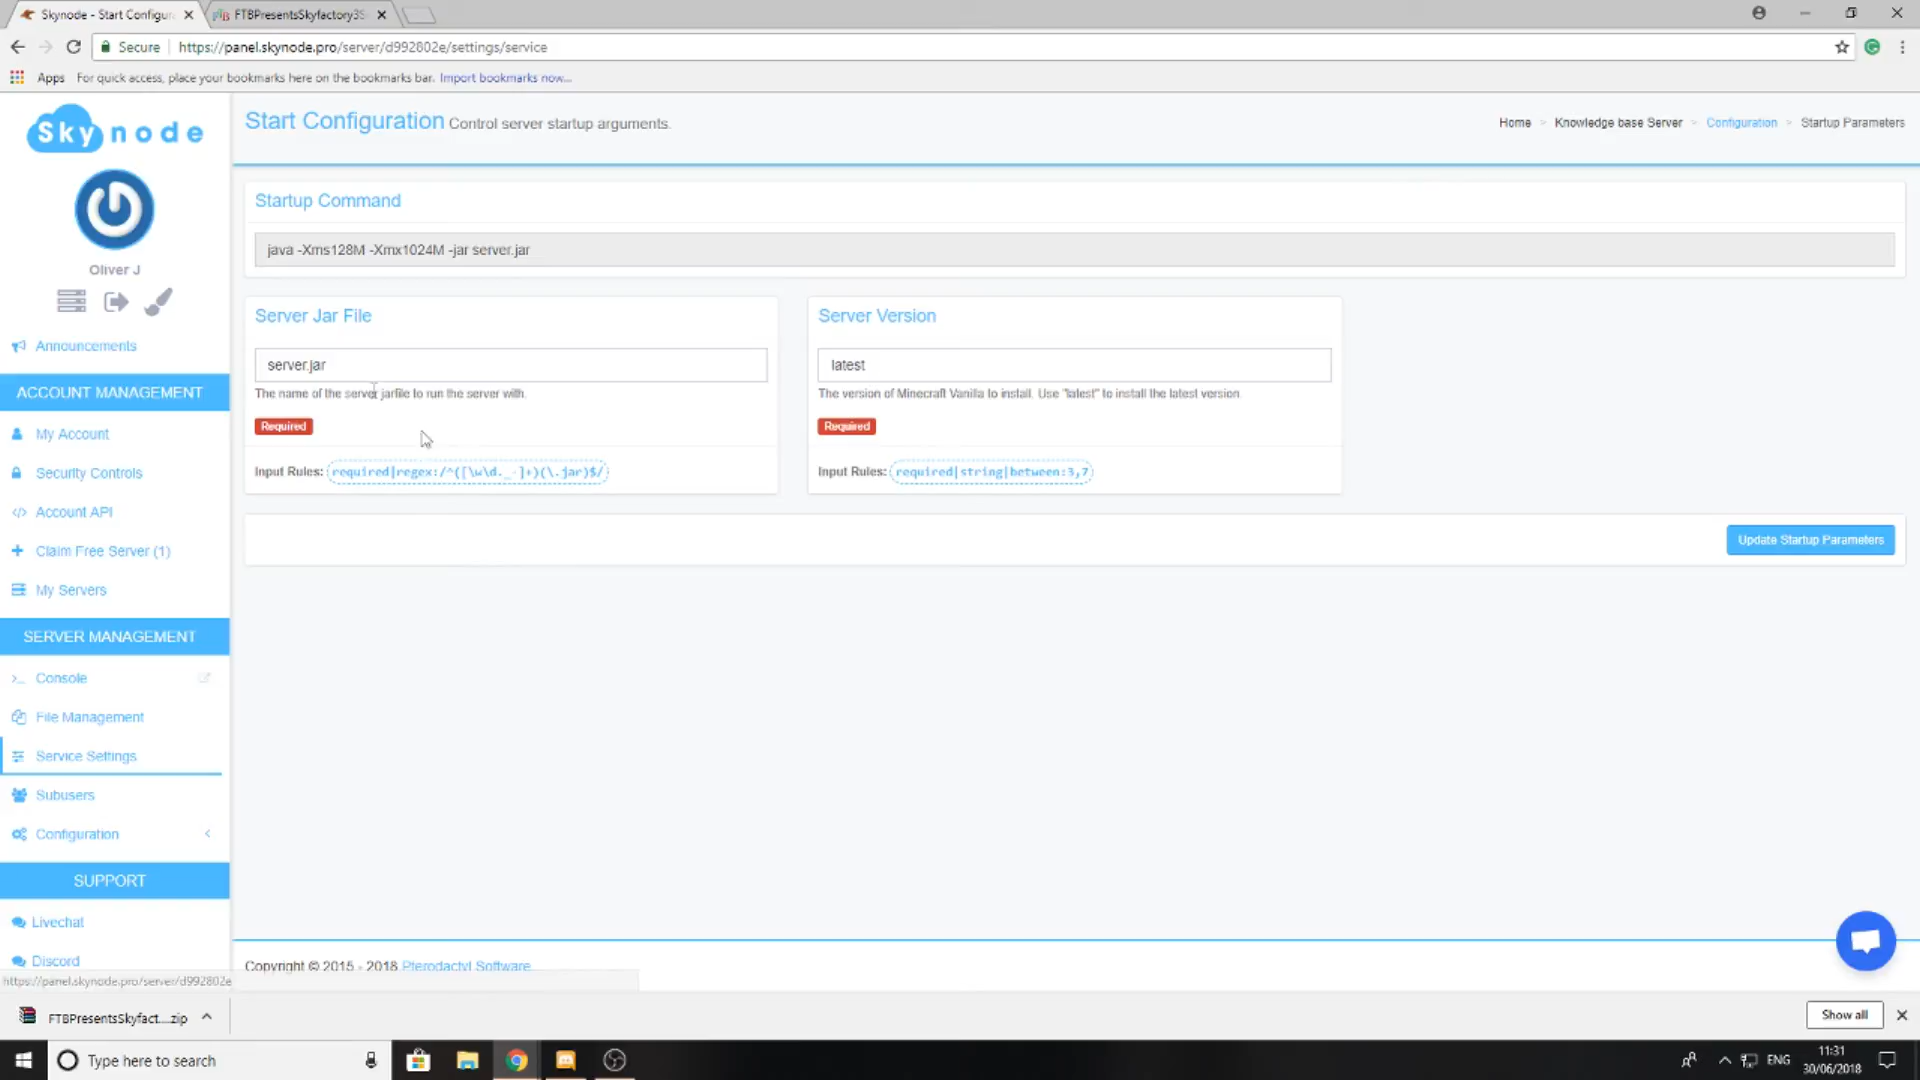 Skynode - Start Configur
FTBPresentsSkyfactory3S
Secure
https://panel.skynode.pro/server/d992802e/settings/service
Apps
For quick access, place your bookmarks here on the bookmarks bar. Import bookmarks now...
Skynode
Oliver J
Announcements
ACCOUNT MANAGEMENT
My Account
Security Controls
Account API
Claim Free Server (1)
My Servers
SERVER MANAGEMENT
Console
File Management
Service Settings
Subusers
Configuration
SUPPORT
Livechat
Discord
Start Configuration Control server startup arguments.
Home > Knowledge base Server > Configuration > Startup Parameters
Startup Command
java -Xms128M -Xmx1024M -jar server.jar
Server Jar File
server.jar
The name of the server jarfile to run the server with.
Required
Input Rules: required|regex:/^([\w\d._-]+)(\.jar)$/
Server Version
latest
The version of Minecraft Vanilla to install. Use "latest" to install the latest version.
Required
Input Rules: required|string|between:3,7
Update Startup Parameters
Copyright © 2015 - 2018 Pterodactyl Software.
https://panel.skynode.pro/server/d992802e
FTBPresentsSkyfact....zip
Show all
Type here to search
ENG
11:31
30/06/2018